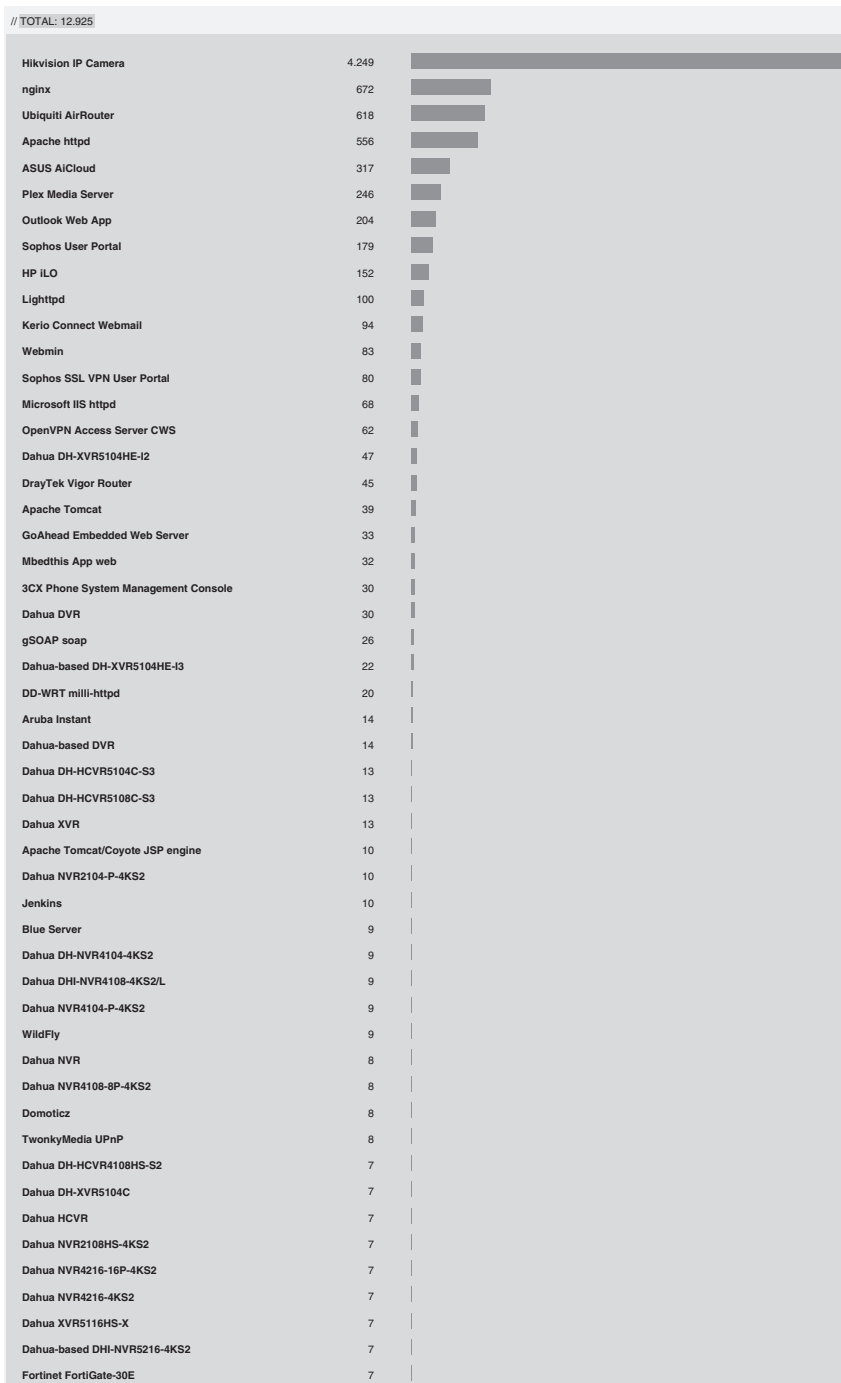 // TOTAL: 12.925
Hikvision IP Camera 4.249
nginx 672
Ubiquiti AirRouter 618
Apache httpd 556
ASUS AiCloud 317
Plex Media Server 246
Outlook Web App 204
Sophos User Portal 179
HP iLO 152
Lighttpd 100
Kerio Connect Webmail 94
Webmin 83
Sophos SSL VPN User Portal 80
Microsoft IIS httpd 68
OpenVPN Access Server CWS 62
Dahua DH-XVR5104HE-I2 47
DrayTek Vigor Router 45
Apache Tomcat 39
GoAhead Embedded Web Server 33
Mbedthis App web 32
3CX Phone System Management Console 30
Dahua DVR 30
gSOAP soap 26
Dahua-based DH-XVR5104HE-I3 22
DD-WRT milli-httpd 20
Aruba Instant 14
Dahua-based DVR 14
Dahua DH-HCVR5104C-S3 13
Dahua DH-HCVR5108C-S3 13
Dahua XVR 13
Apache Tomcat/Coyote JSP engine 10
Dahua NVR2104-P-4KS2 10
Jenkins 10
Blue Server 9
Dahua DH-NVR4104-4KS2 9
Dahua DHI-NVR4108-4KS2/L 9
Dahua NVR4104-P-4KS2 9
WildFly 9
Dahua NVR 8
Dahua NVR4108-8P-4KS2 8
Domoticz 8
TwonkyMedia UPnP 8
Dahua DH-HCVR4108HS-S2 7
Dahua DH-XVR5104C 7
Dahua HCVR 7
Dahua NVR2108HS-4KS2 7
Dahua NVR4216-16P-4KS2 7
Dahua NVR4216-4KS2 7
Dahua XVR5116HS-X 7
Dahua-based DHI-NVR5216-4KS2 7
Fortinet FortiGate-30E 7